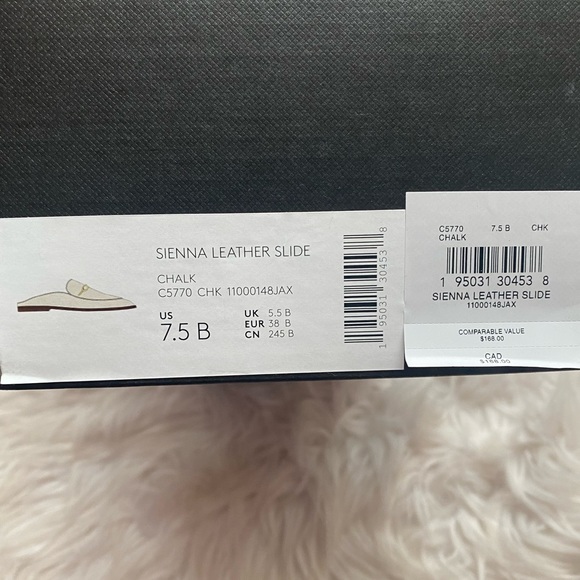 SIENNA LEATHER SLIDE
CHALK
C5770 CHK 11000148JAX
US
7.5 B
UK 5.5 B
EUR 38 B
CN 245 B
1 95031 30453 8
C5770 7.5 B CHK
CHALK
1 95031 30453 8
SIENNA LEATHER SLIDE
11000148JAX
COMPARABLE VALUE
$168.00
CAD